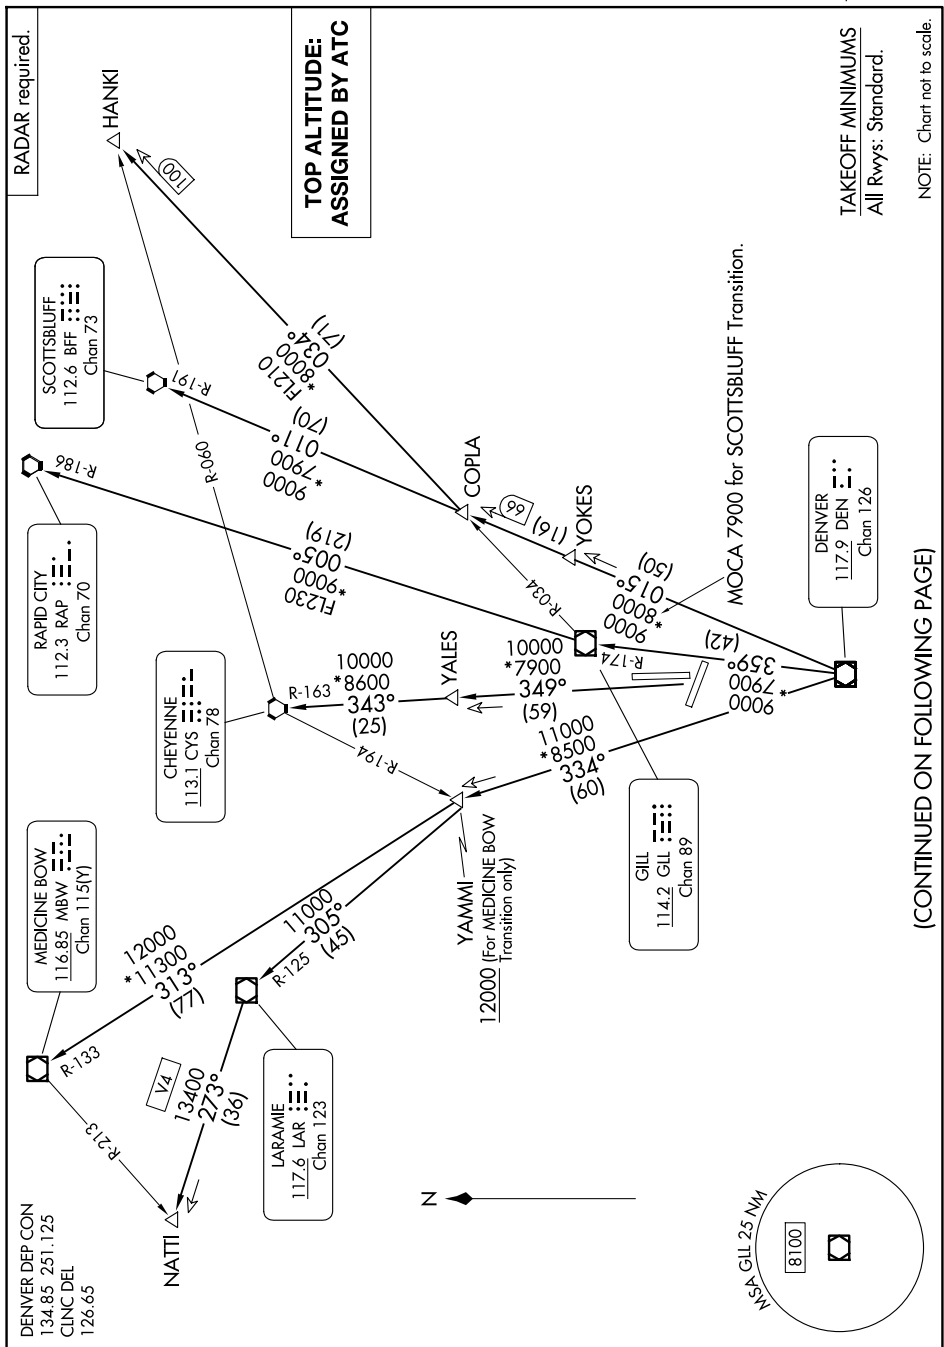 DENVER DEP CON
134.85 251.125
CLNC DEL
126.65
RADAR required.
TOP ALTITUDE:
ASSIGNED BY ATC
HANKI
100
SCOTTSBLUFF
112.6 BFF
Chan 73
R-191
RAPID CITY
112.3 RAP
Chan 70
R-186
CHEYENNE
113.1 CYS
Chan 78
R-060
R-163
R-194
MEDICINE BOW
116.85 MBW
Chan 115(Y)
R-133
R-213
NATTI
V4
13400
273°
(36)
LARAMIE
117.6 LAR
Chan 123
R-125
12000
*11300
313°
(77)
11000
305°
(45)
YAMMI
12000 (For MEDICINE BOW
Transition only)
10000
*8600
343°
(25)
YALES
10000
*7900
349°
(59)
11000
*8500
334°
(60)
FL230
*9000
005°
(219)
9000
*7900
011°
(70)
FL210
*8000
034°
(71)
COPLA
66
(16)
YOKES
R-034
R-174
9000
*8000
015°
(50)
9000
*7900
359°
(42)
MOCA 7900 for SCOTTSBLUFF Transition.
GILL
114.2 GLL
Chan 89
DENVER
117.9 DEN
Chan 126
N
MSA GLL 25 NM
8100
TAKEOFF MINIMUMS
All Rwys: Standard.
NOTE: Chart not to scale.
(CONTINUED ON FOLLOWING PAGE)